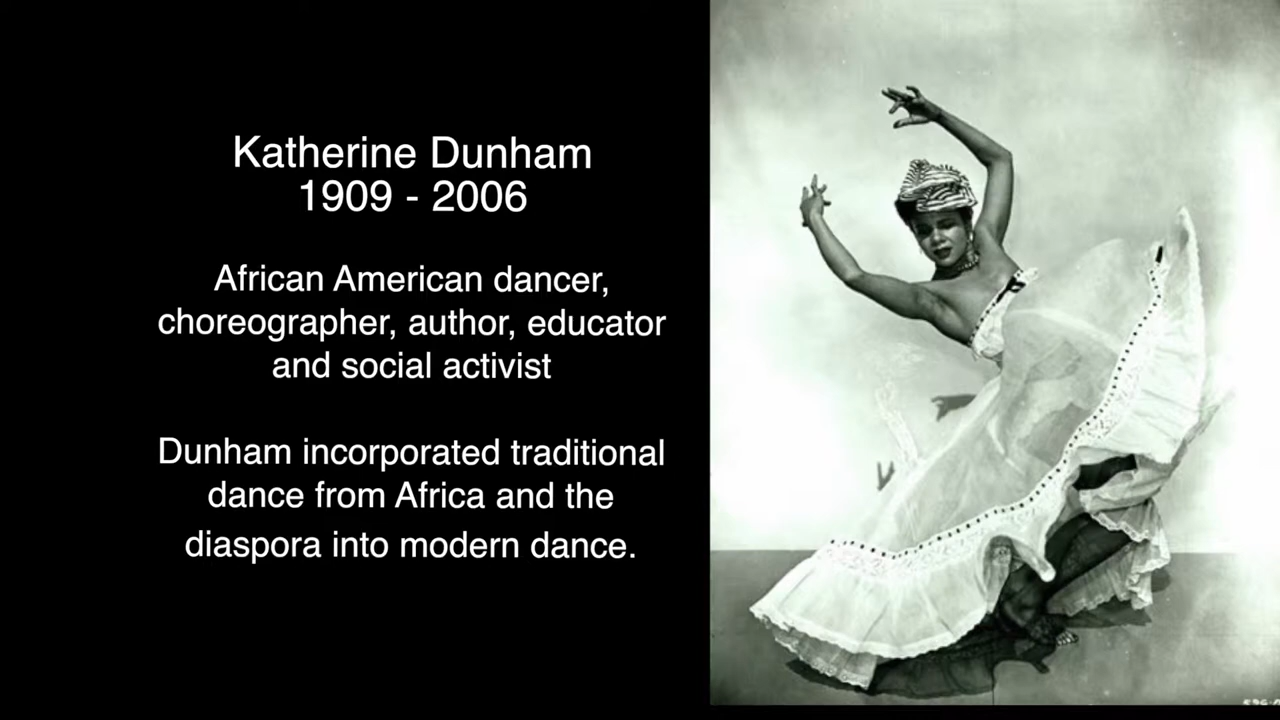 Katherine Dunham
1909 - 2006
African American dancer,
choreographer, author, educator
and social activist
Dunham incorporated traditional
dance from Africa and the
diaspora into modern dance.